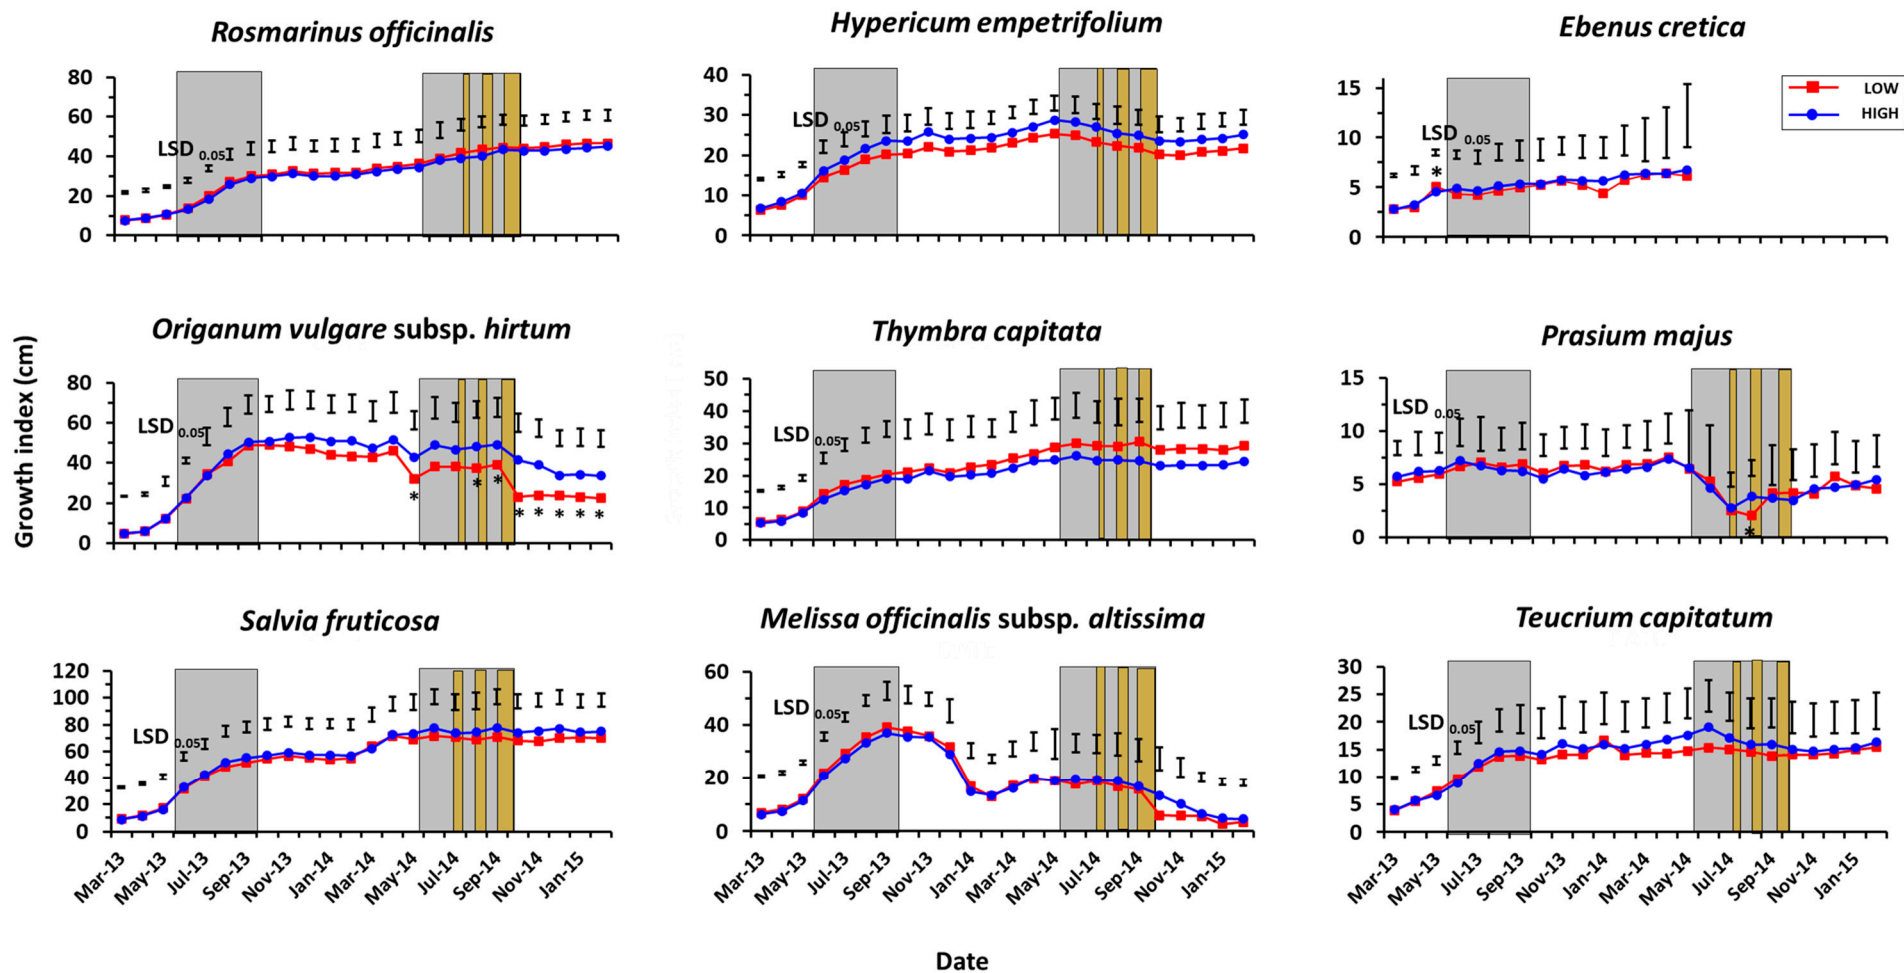 Rosmarinus officinalis
80
60
40
20
0
LSD 0.05
Hypericum empetrifolium
40
30
20
10
0
LSD 0.05
Ebenus cretica
15
10
5
0
LSD 0.05
*
LOW
HIGH
Growth index (cm)
Origanum vulgare subsp. hirtum
80
60
40
20
0
LSD 0.05
* * * * * * * *
Thymbra capitata
50
40
30
20
10
0
LSD 0.05
Prasium majus
15
10
5
0
LSD 0.05
*
Salvia fruticosa
120
100
80
60
40
20
0
LSD 0.05
Mar-13 May-13 Jul-13 Sep-13 Nov-13 Jan-14 Mar-14 May-14 Jul-14 Sep-14 Nov-14 Jan-15
Melissa officinalis subsp. altissima
60
40
20
0
LSD 0.05
Mar-13 May-13 Jul-13 Sep-13 Nov-13 Jan-14 Mar-14 May-14 Jul-14 Sep-14 Nov-14 Jan-15
Teucrium capitatum
30
25
20
15
10
5
0
LSD 0.05
Mar-13 May-13 Jul-13 Sep-13 Nov-13 Jan-14 Mar-14 May-14 Jul-14 Sep-14 Nov-14 Jan-15
Date